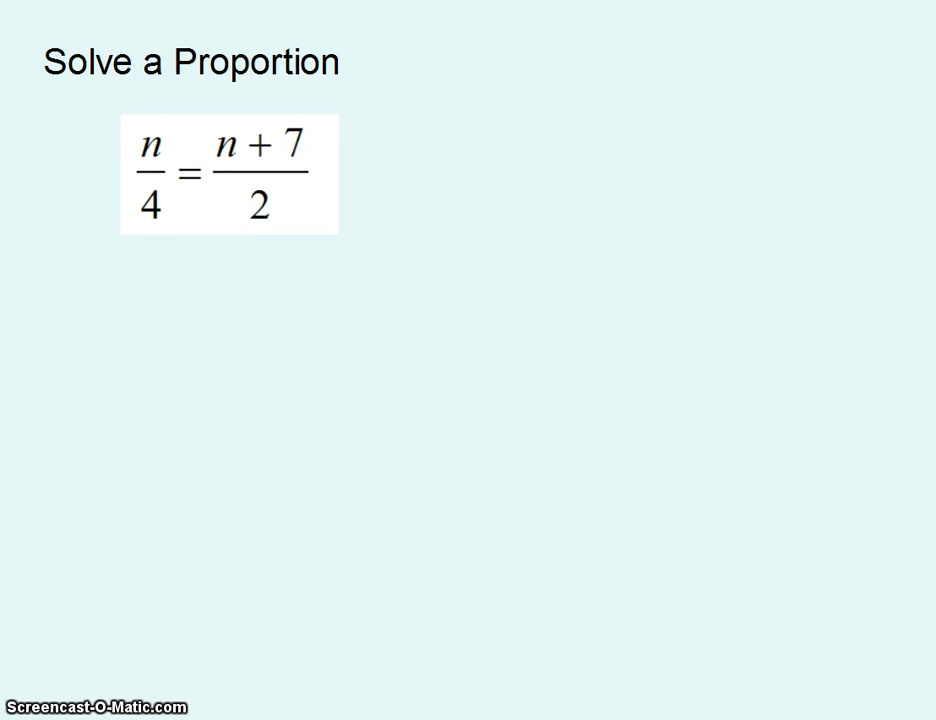 Solve a Proportion
n/4 = (n + 7)/2
Screencast-O-Matic.com